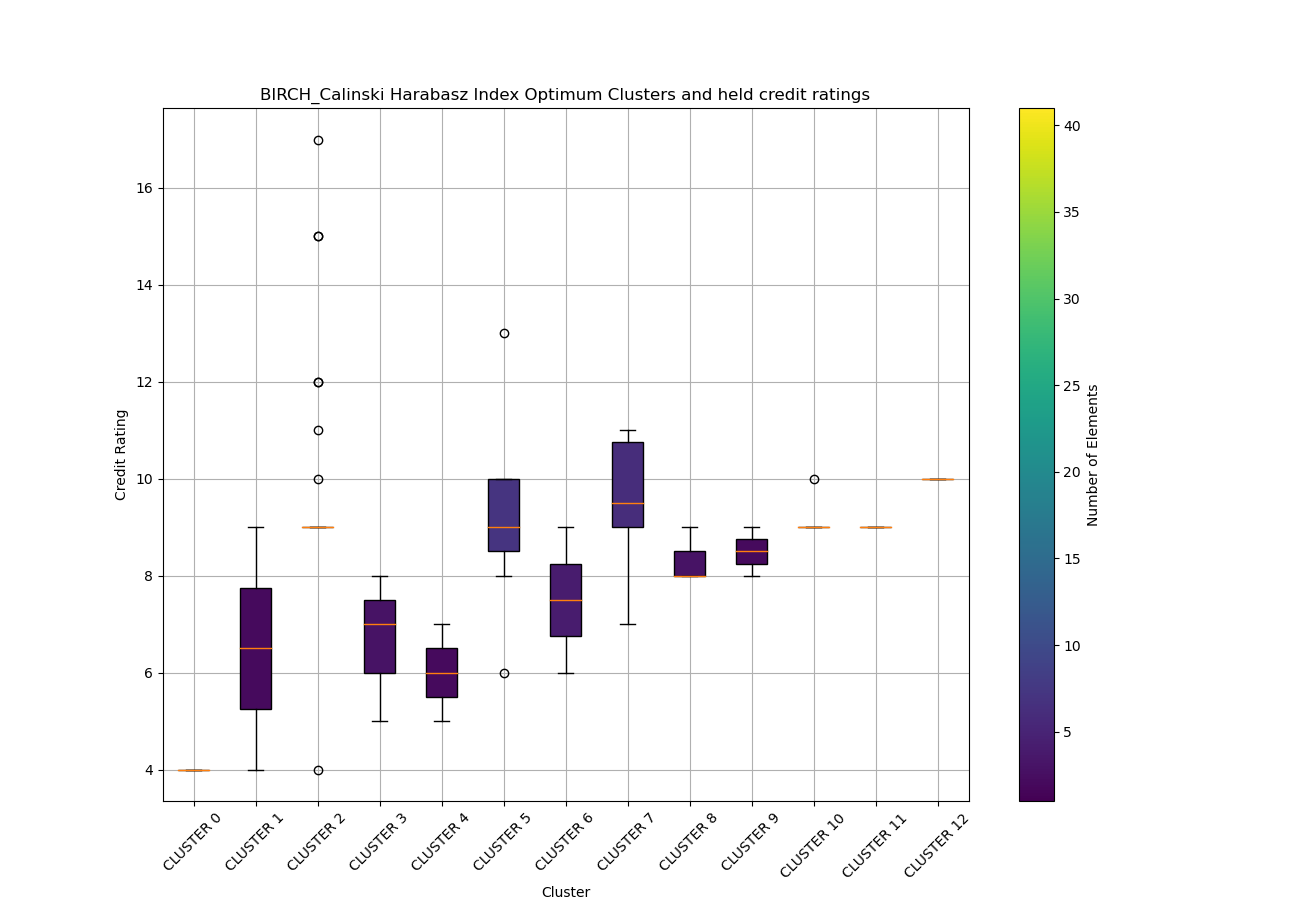 BIRCH_Calinski Harabasz Index Optimum Clusters and held credit ratings
16
14
12
10
8
6
4
Credit Rating
CLUSTER 0
CLUSTER 1
CLUSTER 2
CLUSTER 3
CLUSTER 4
CLUSTER 5
CLUSTER 6
CLUSTER 7
CLUSTER 8
CLUSTER 9
CLUSTER 10
CLUSTER 11
CLUSTER 12
Cluster
40
35
30
25
20
15
10
5
Number of Elements